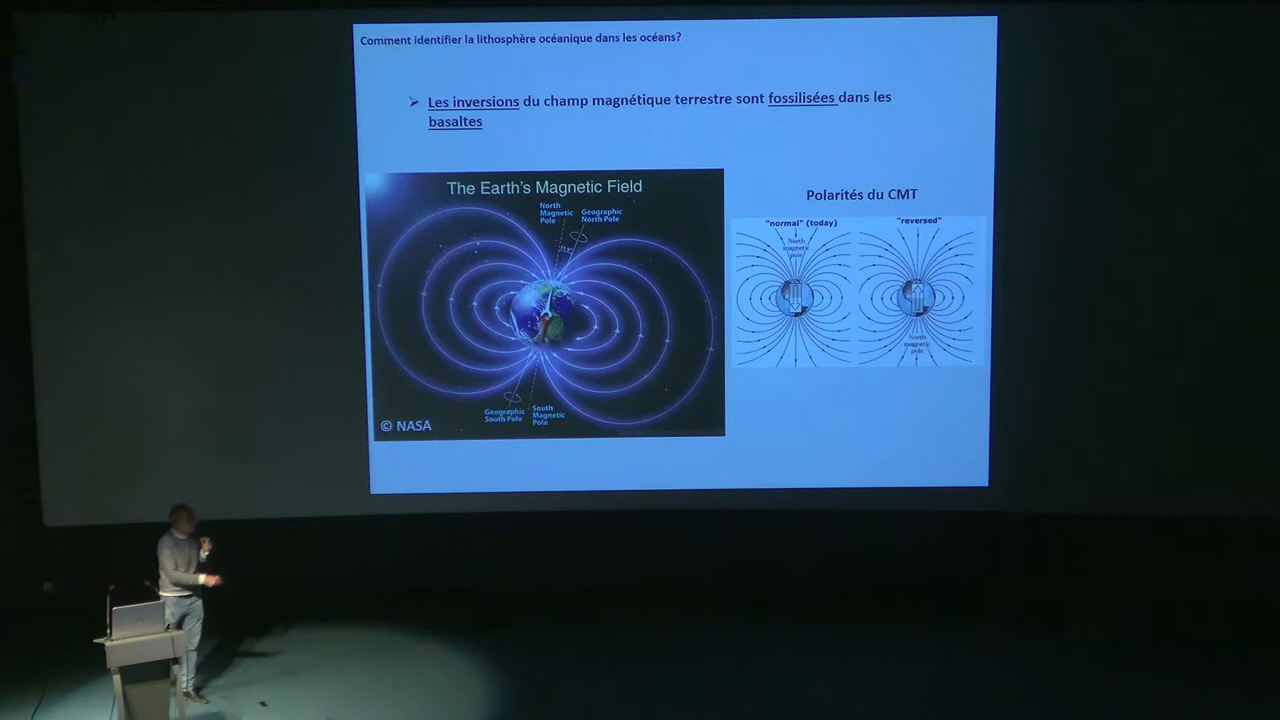 Comment identifier la lithosphère océanique dans les océans?
➢ Les inversions du champ magnétique terrestre sont fossilisées dans les
basaltes
The Earth's Magnetic Field
North
Magnetic
Pole
Geographic
North Pole
Geographic
South Pole
South
Magnetic
Pole
© NASA
Polarités du CMT
"normal" (today)
North
magnetic
pole
"reversed"
North
magnetic
pole